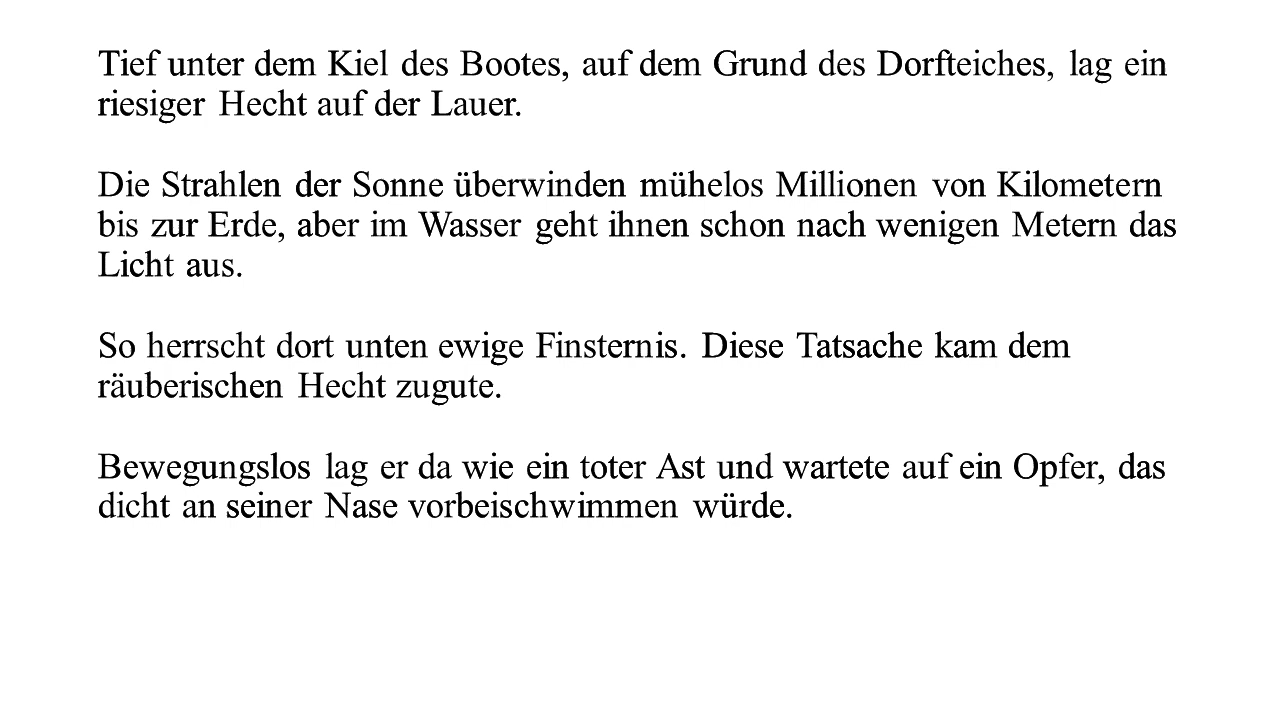 Tief unter dem Kiel des Bootes, auf dem Grund des Dorfteiches, lag ein
riesiger Hecht auf der Lauer.
Die Strahlen der Sonne überwinden mühelos Millionen von Kilometern
bis zur Erde, aber im Wasser geht ihnen schon nach wenigen Metern das
Licht aus.
So herrscht dort unten ewige Finsternis. Diese Tatsache kam dem
räuberischen Hecht zugute.
Bewegungslos lag er da wie ein toter Ast und wartete auf ein Opfer, das
dicht an seiner Nase vorbeischwimmen würde.